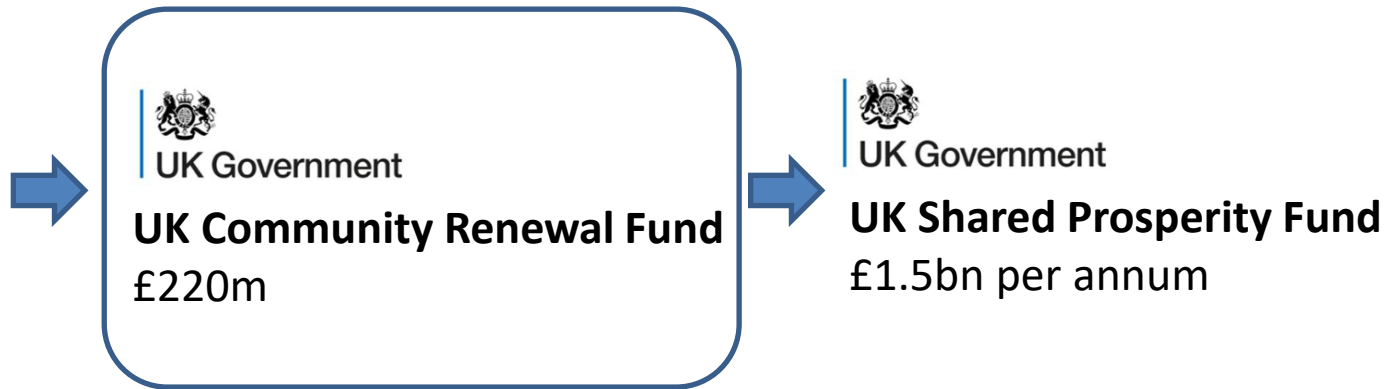 UK Government
UK Community Renewal Fund
£220m
UK Government
UK Shared Prosperity Fund
£1.5bn per annum